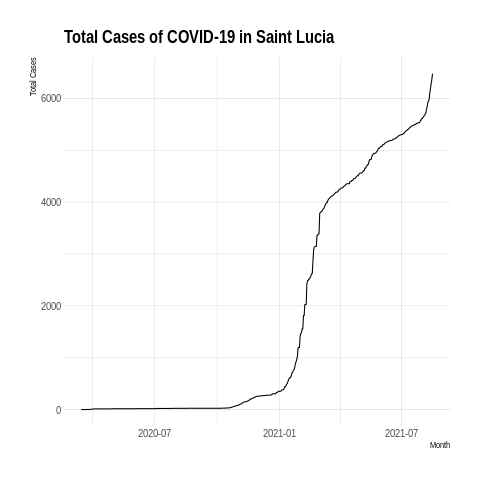 Total Cases of COVID-19 in Saint Lucia
Total Cases
6000
4000
2000
0
2020-07 2021-01 2021-07
Month